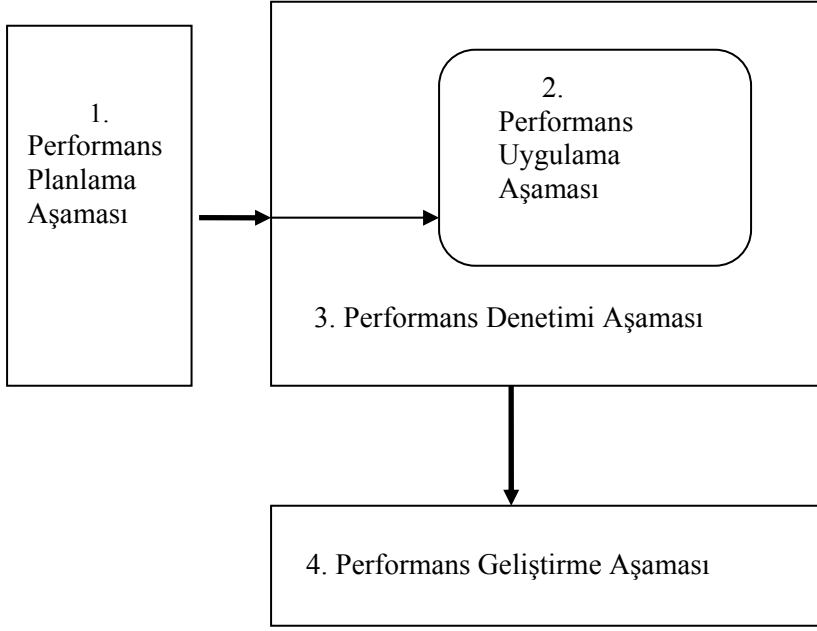 1.
Performans
Planlama
Aşaması
2.
Performans
Uygulama
Aşaması
3. Performans Denetimi Aşaması
4. Performans Geliştirme Aşaması